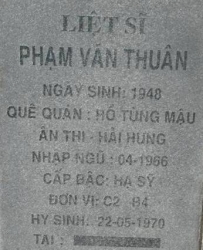 LIỆT SĨ
PHẠM VĂN THUÂN
NGÀY SINH: 1948
QUÊ QUÁN: HỒ TÙNG MẬU
ÂN THI - HẢI HƯNG
NHẬP NGŨ: 04-1966
CẤP BẬC: HẠ SỸ
ĐƠN VỊ: C2 B4
HY SINH: 22-05-1970
TẠI: